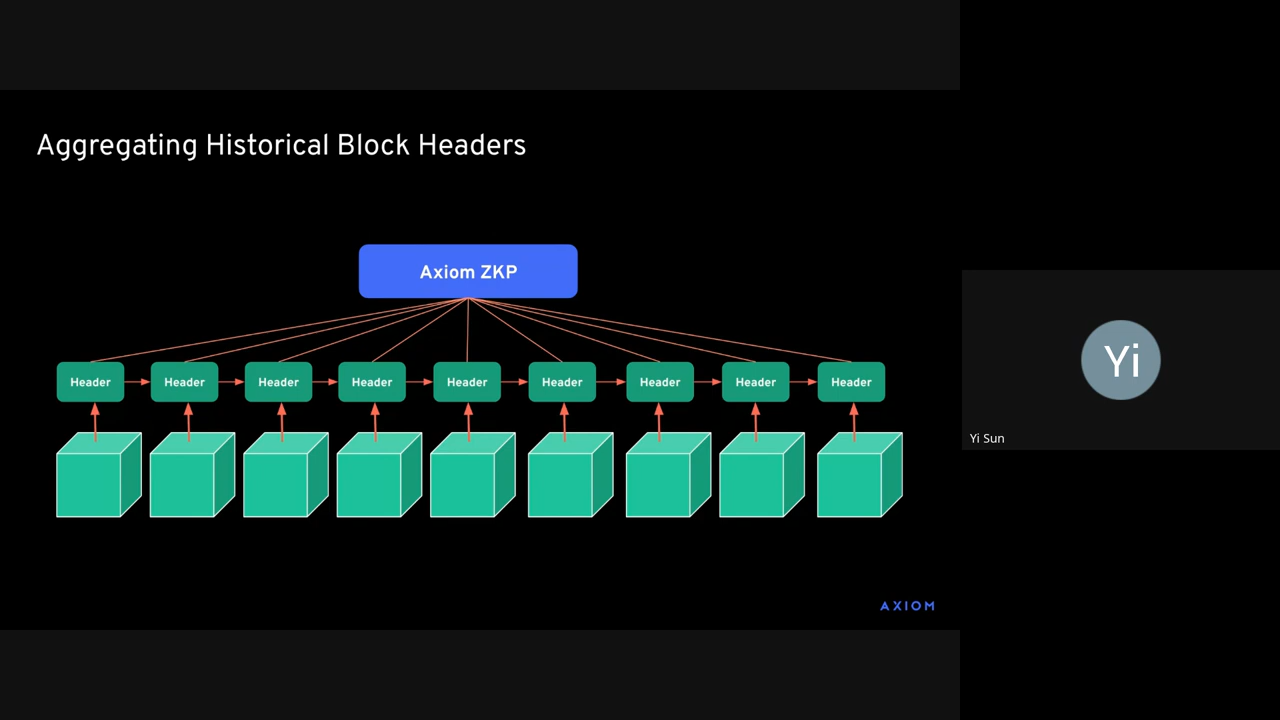 Aggregating Historical Block Headers
Axiom ZKP
Header
Header
Header
Header
Header
Header
Header
Header
Header
Yi
Yi Sun
AXIOM